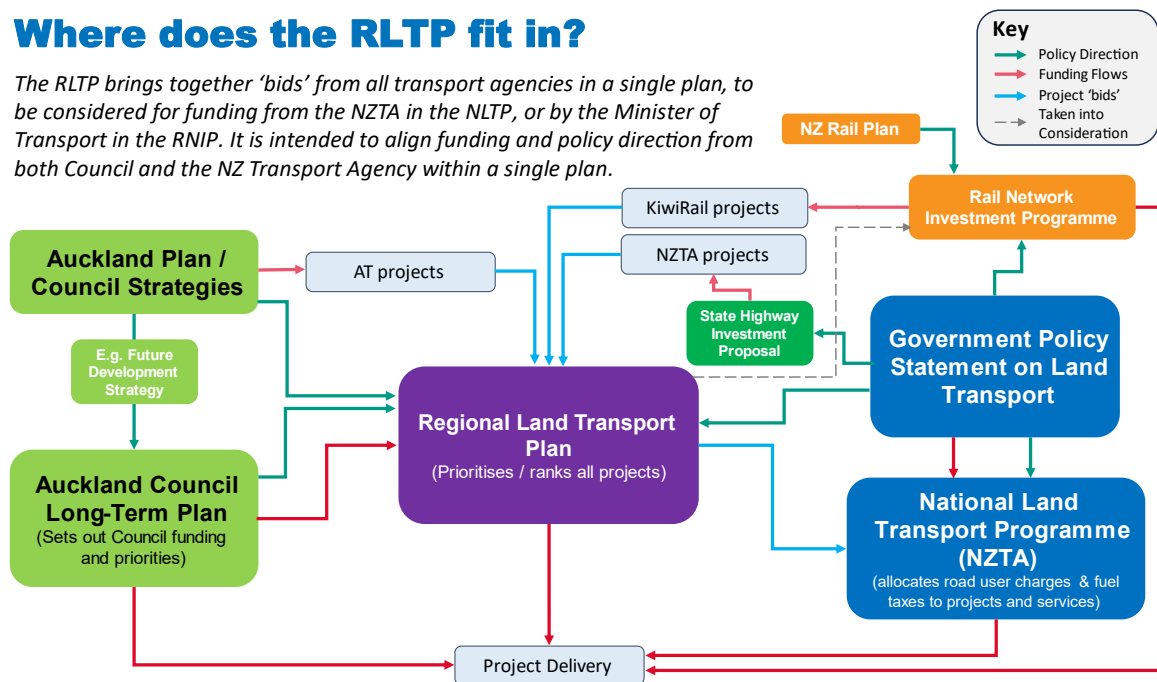 Where does the RLTP fit in?
The RLTP brings together ‘bids’ from all transport agencies in a single plan, to
be considered for funding from the NZTA in the NLTP, or by the Minister of
Transport in the RNIP. It is intended to align funding and policy direction from
both Council and the NZ Transport Agency within a single plan.
Key
Policy Direction
Funding Flows
Project ‘bids’
Taken into
Consideration
NZ Rail Plan
Rail Network
Investment Programme
KiwiRail projects
NZTA projects
AT projects
Auckland Plan /
Council Strategies
State Highway
Investment
Proposal
Government Policy
Statement on Land
Transport
E.g. Future
Development
Strategy
Regional Land Transport
Plan
(Prioritises / ranks all projects)
Auckland Council
Long-Term Plan
(Sets out Council funding
and priorities)
National Land
Transport Programme
(NZTA)
(allocates road user charges & fuel
taxes to projects and services)
Project Delivery